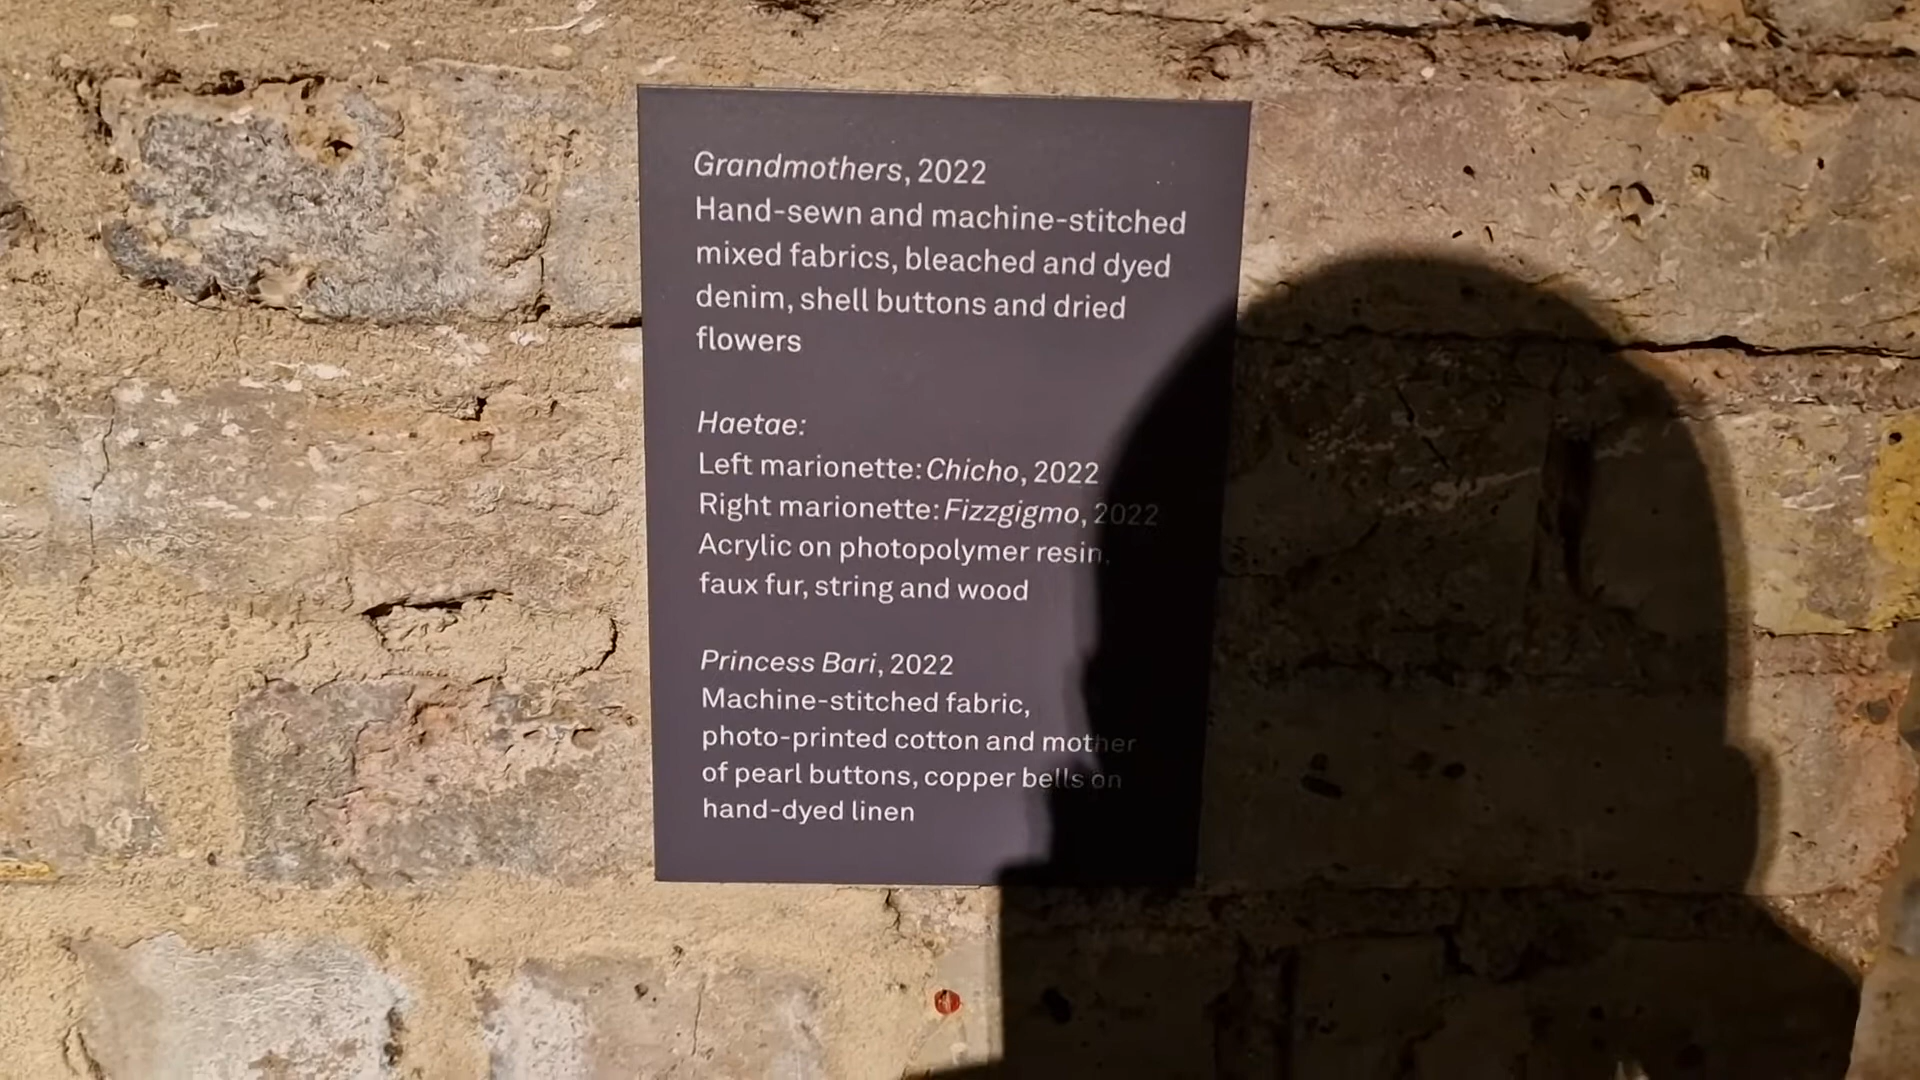 Grandmothers, 2022
Hand-sewn and machine-stitched
mixed fabrics, bleached and dyed
denim, shell buttons and dried
flowers
Haetae:
Left marionette: Chicho, 2022
Right marionette: Fizzgigmo, 2022
Acrylic on photopolymer resin,
faux fur, string and wood
Princess Bari, 2022
Machine-stitched fabric,
photo-printed cotton and mother
of pearl buttons, copper bells on
hand-dyed linen